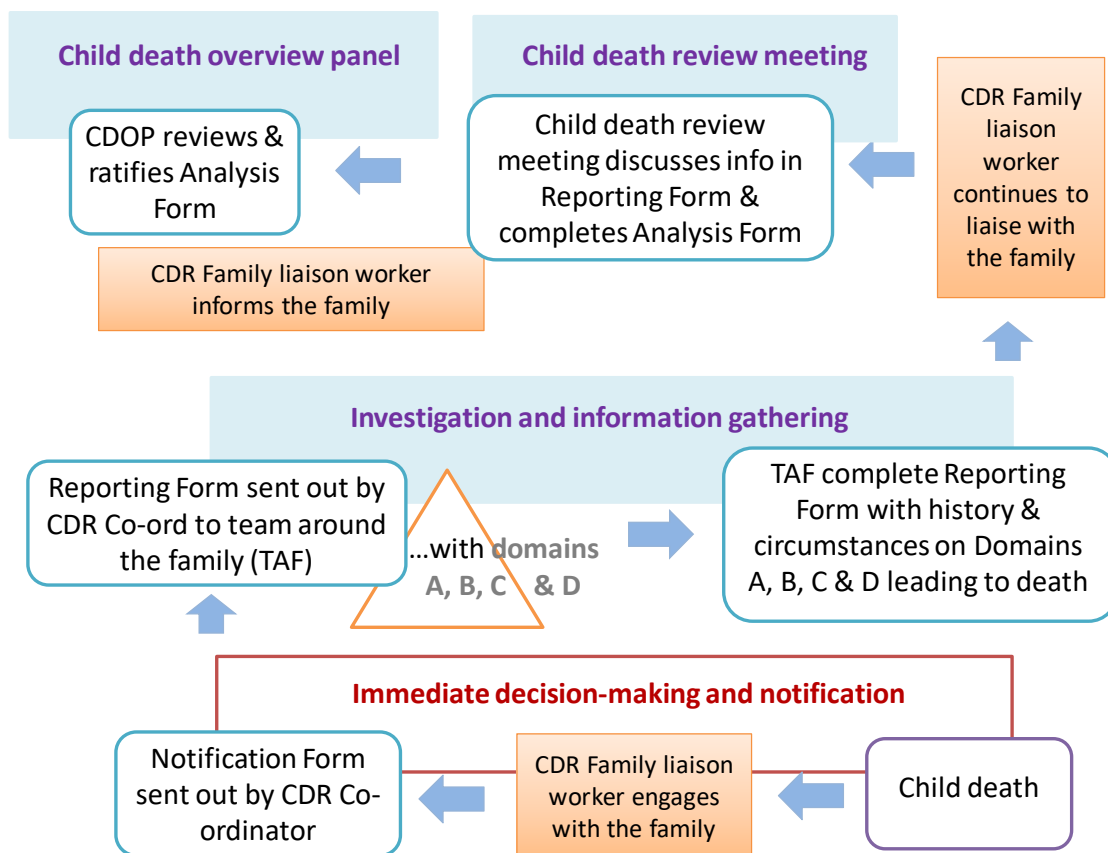 Child death overview panel
CDOP reviews &
ratifies Analysis
Form
Child death review meeting
Child death review
meeting discusses info in
Reporting Form &
completes Analysis Form
CDR Family
liaison
worker
continues to
liaise with
the family
CDR Family liaison worker
informs the family
Investigation and information gathering
Reporting Form sent out by
CDR Co-ord to team around
the family (TAF)
...with domains
A, B, C & D
TAF complete Reporting
Form with history &
circumstances on Domains
A, B, C & D leading to death
Immediate decision-making and notification
Notification Form
sent out by CDR Co-
ordinator
CDR Family liaison
worker engages
with the family
Child death